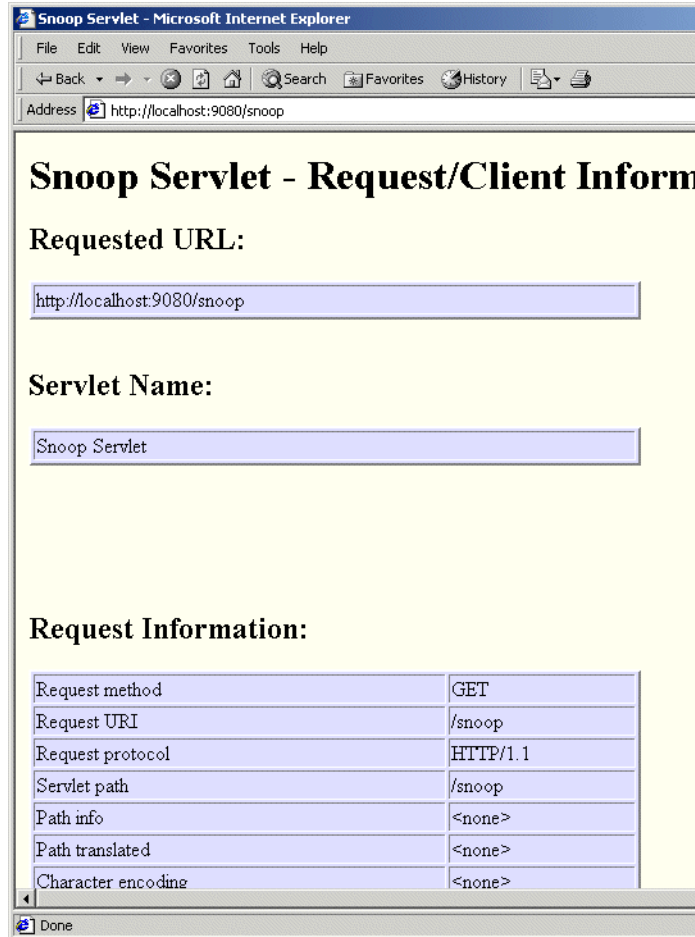 Snoop Servlet - Microsoft Internet Explorer
File Edit View Favorites Tools Help
Back Search Favorites History
Address http://localhost:9080/snoop
Snoop Servlet - Request/Client Inform
Requested URL:
http://localhost:9080/snoop
Servlet Name:
Snoop Servlet
Request Information:
Request method GET
Request URI /snoop
Request protocol HTTP/1.1
Servlet path /snoop
Path info <none>
Path translated <none>
Character encoding <none>
Done